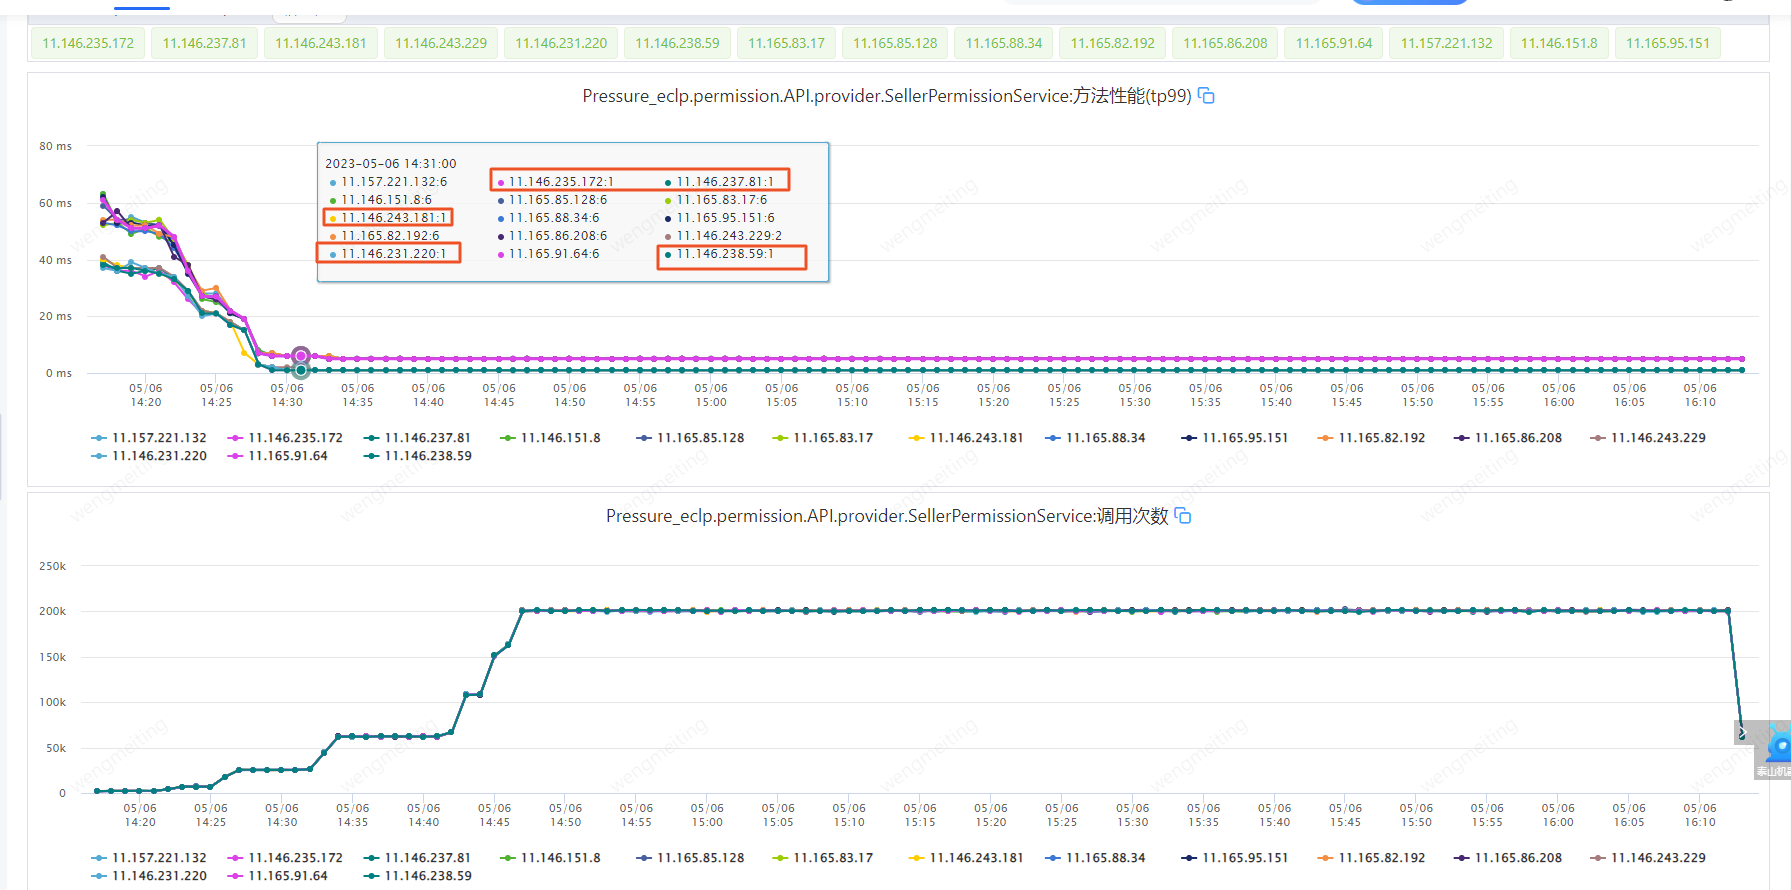 11.146.235.172 11.146.237.81 11.146.243.181 11.146.243.229 11.146.231.220 11.146.238.59 11.165.83.17 11.165.85.128 11.165.88.34 11.165.82.192 11.165.86.208 11.165.91.64 11.157.221.132 11.146.151.8 11.165.95.151
Pressure_eclp.permission.API.provider.SellerPermissionService:方法性能(tp99)
80 ms
60 ms
40 ms
20 ms
0 ms
2023-05-06 14:31:00
11.157.221.132:6 11.146.235.172:1 11.146.237.81:1
11.146.151.8:6 11.165.85.128:6 11.165.83.17:6
11.146.243.181:1 11.165.88.34:6 11.165.95.151:6
11.165.82.192:6 11.165.86.208:6 11.146.243.229:2
11.146.231.220:1 11.165.91.64:6 11.146.238.59:1
05/06 05/06 05/06 05/06 05/06 05/06 05/06 05/06 05/06 05/06 05/06 05/06 05/06 05/06 05/06 05/06 05/06 05/06 05/06 05/06 05/06 05/06 05/06
14:20 14:25 14:30 14:35 14:40 14:45 14:50 14:55 15:00 15:05 15:10 15:15 15:20 15:25 15:30 15:35 15:40 15:45 15:50 15:55 16:00 16:05 16:10
11.157.221.132 11.146.235.172 11.146.237.81 11.146.151.8 11.165.85.128 11.165.83.17 11.146.243.181 11.165.88.34 11.165.95.151 11.165.82.192 11.165.86.208 11.146.243.229
11.146.231.220 11.165.91.64 11.146.238.59
wengmeiting wengmeiting wengmeiting wengmeiting wengmeiting wengmeiting wengmeiting
Pressure_eclp.permission.API.provider.SellerPermissionService:调用次数
250k
200k
150k
100k
50k
0
05/06 05/06 05/06 05/06 05/06 05/06 05/06 05/06 05/06 05/06 05/06 05/06 05/06 05/06 05/06 05/06 05/06 05/06 05/06 05/06 05/06 05/06 05/06
14:20 14:25 14:30 14:35 14:40 14:45 14:50 14:55 15:00 15:05 15:10 15:15 15:20 15:25 15:30 15:35 15:40 15:45 15:50 15:55 16:00 16:05 16:10
11.157.221.132 11.146.235.172 11.146.237.81 11.146.151.8 11.165.85.128 11.165.83.17 11.146.243.181 11.165.88.34 11.165.95.151 11.165.82.192 11.165.86.208 11.146.243.229
11.146.231.220 11.165.91.64 11.146.238.59